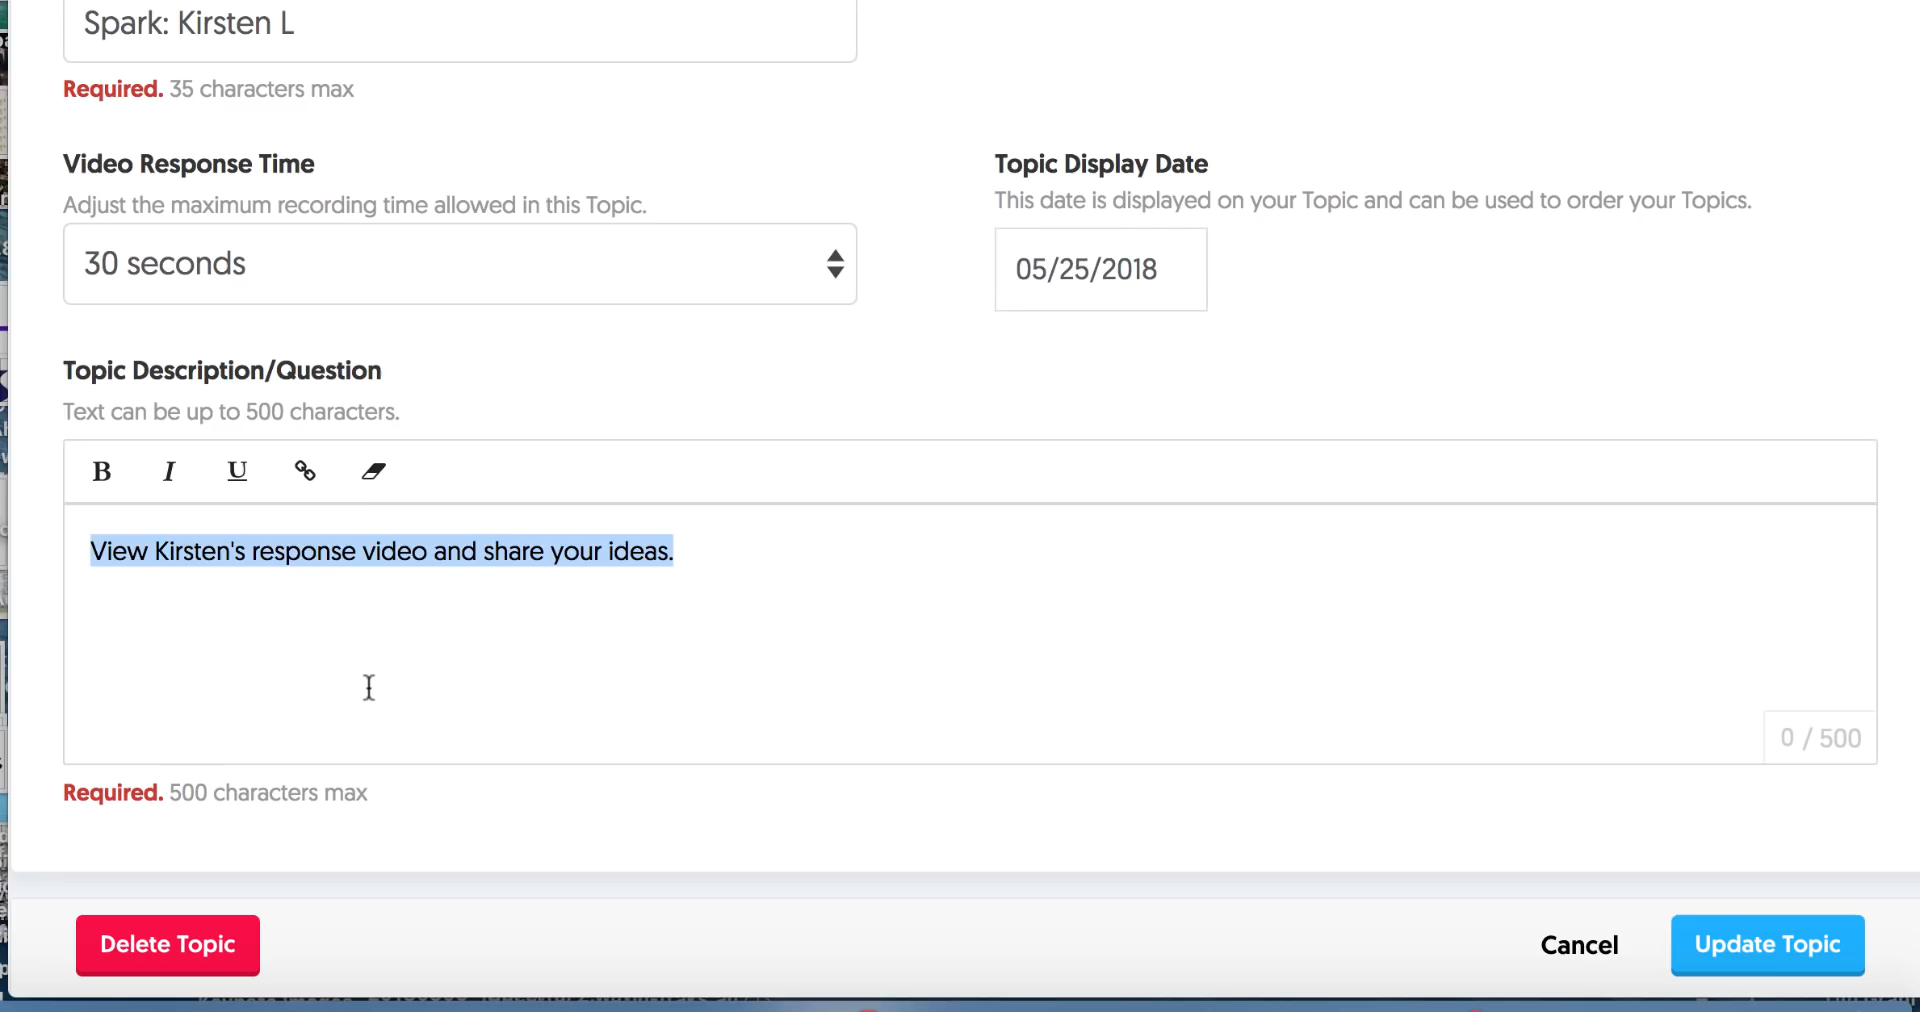 Spark: Kirsten L
Required. 35 characters max
Video Response Time
Adjust the maximum recording time allowed in this Topic.
30 seconds
Topic Display Date
This date is displayed on your Topic and can be used to order your Topics.
05/25/2018
Topic Description/Question
Text can be up to 500 characters.
B I U
View Kirsten's response video and share your ideas.
0 / 500
Required. 500 characters max
Delete Topic
Cancel
Update Topic